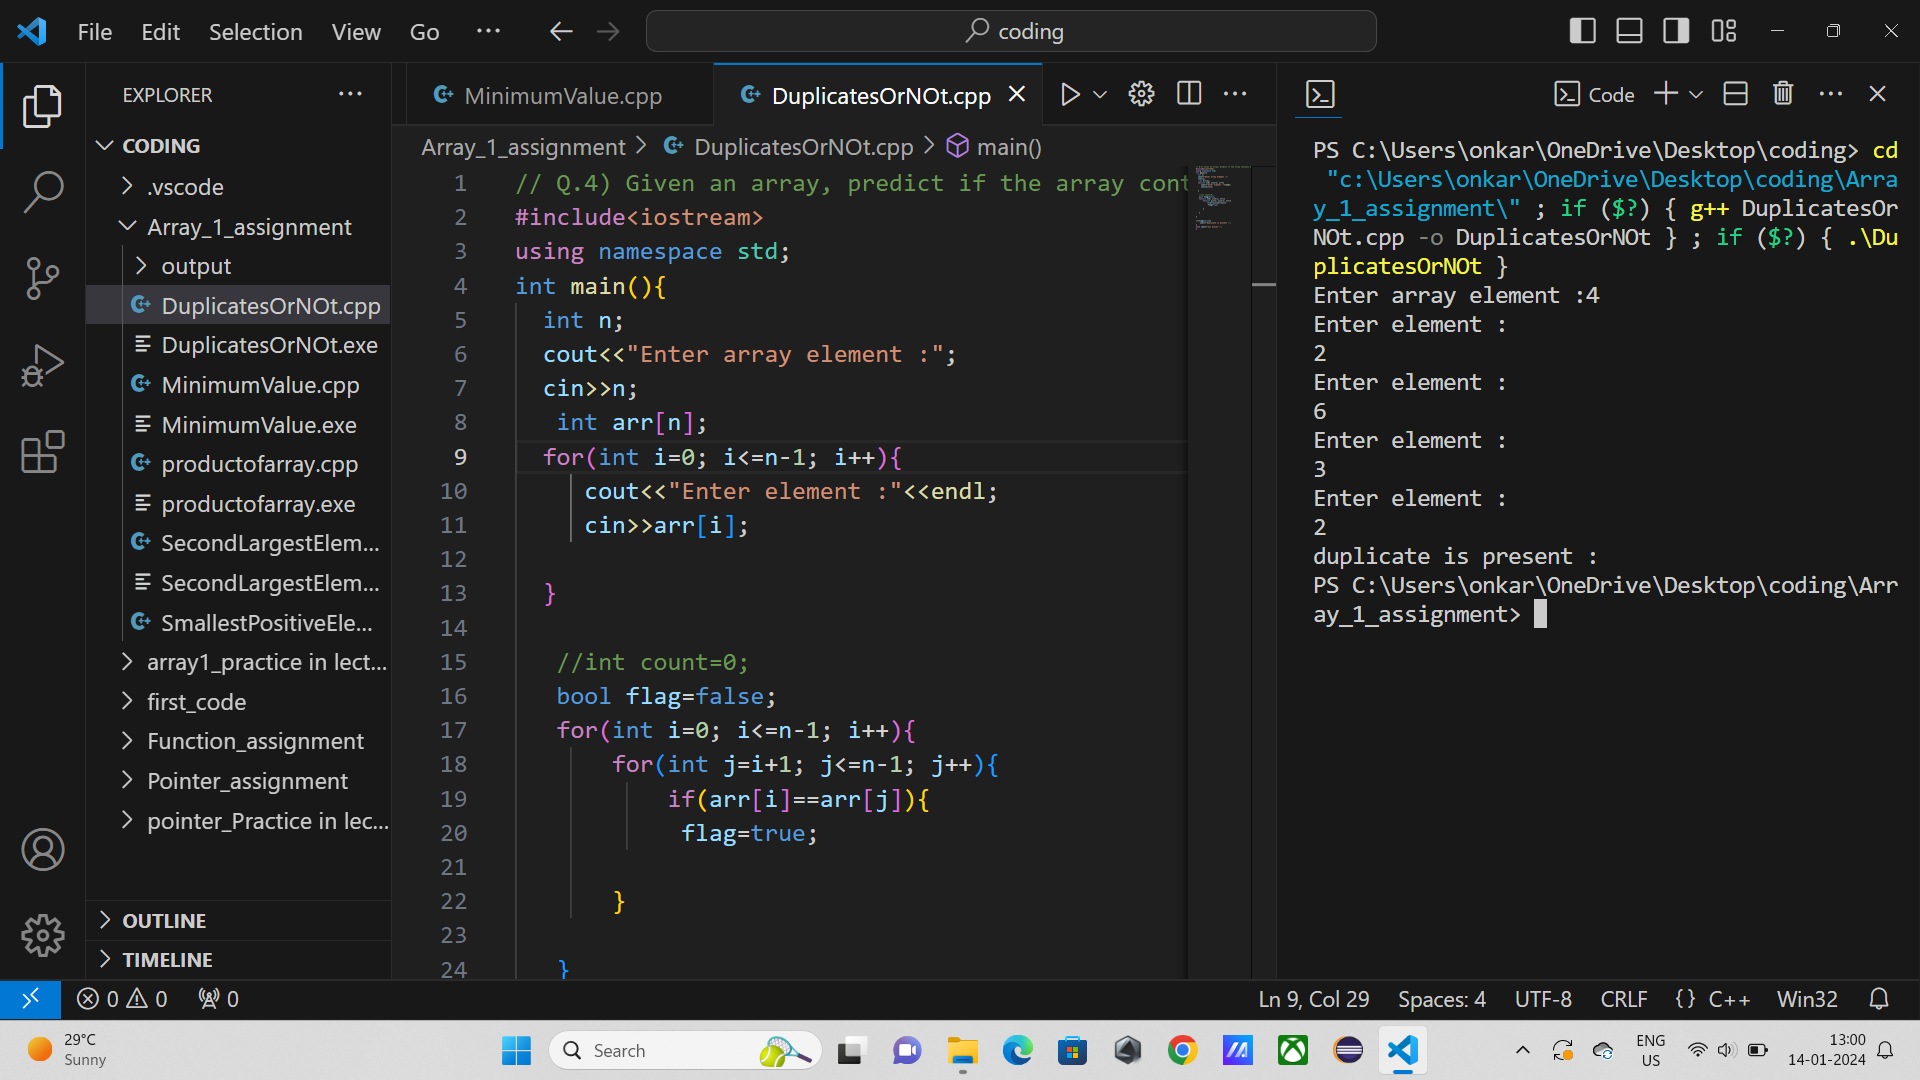 File Edit Selection View Go ··· coding
EXPLORER ···
CODING
.vscode
Array_1_assignment
output
DuplicatesOrNOt.cpp
DuplicatesOrNOt.exe
MinimumValue.cpp
MinimumValue.exe
productofarray.cpp
productofarray.exe
SecondLargestElem...
SecondLargestElem...
SmallestPositiveEle...
array1_practice in lect...
first_code
Function_assignment
Pointer_assignment
pointer_Practice in lec...
OUTLINE
TIMELINE
MinimumValue.cpp DuplicatesOrNOt.cpp
Array_1_assignment > DuplicatesOrNOt.cpp > main()
1 // Q.4) Given an array, predict if the array cont
2 #include<iostream>
3 using namespace std;
4 int main(){
5 int n;
6 cout<<"Enter array element :";
7 cin>>n;
8 int arr[n];
9 for(int i=0; i<=n-1; i++){
10 cout<<"Enter element :"<<endl;
11 cin>>arr[i];
12
13 }
14
15 //int count=0;
16 bool flag=false;
17 for(int i=0; i<=n-1; i++){
18 for(int j=i+1; j<=n-1; j++){
19 if(arr[i]==arr[j]){
20 flag=true;
21
22 }
23
24 }
Code
PS C:\Users\onkar\OneDrive\Desktop\coding> cd
"c:\Users\onkar\OneDrive\Desktop\coding\Arra
y_1_assignment\" ; if ($?) { g++ DuplicatesOr
NOt.cpp -o DuplicatesOrNOt } ; if ($?) { .\Du
plicatesOrNOt }
Enter array element :4
Enter element :
2
Enter element :
6
Enter element :
3
Enter element :
2
duplicate is present :
PS C:\Users\onkar\OneDrive\Desktop\coding\Arr
ay_1_assignment>
0 0 0 Ln 9, Col 29 Spaces: 4 UTF-8 CRLF {} C++ Win32
29°C
Sunny
Search
ENG
US
13:00
14-01-2024